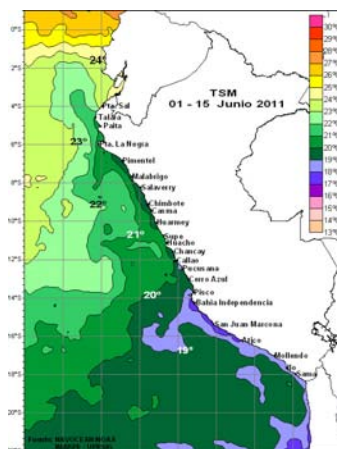 0°S
2°S
4°S
6°S
8°S
10°S
12°S
14°S
16°S
18°S
20°S
TSM
01 - 15 Junio 2011
24°
23°
22°
21°
20°
19°
Pta. Sal
Talara
Paita
Pta. La Negra
Pimentel
Malabrigo
Salaverry
Chimbote
Casma
Huarmey
Supe
Huacho
Chancay
Callao
Pucusana
Cerro Azul
Pisco
Bahia Independencia
San Juan Marcona
Atico
Mollendo
Ilo
Sama
30°C
29°C
28°C
27°C
26°C
25°C
24°C
23°C
22°C
21°C
20°C
19°C
18°C
17°C
16°C
15°C
14°C
13°C
Fuente: NAVOCEANO/NOAA